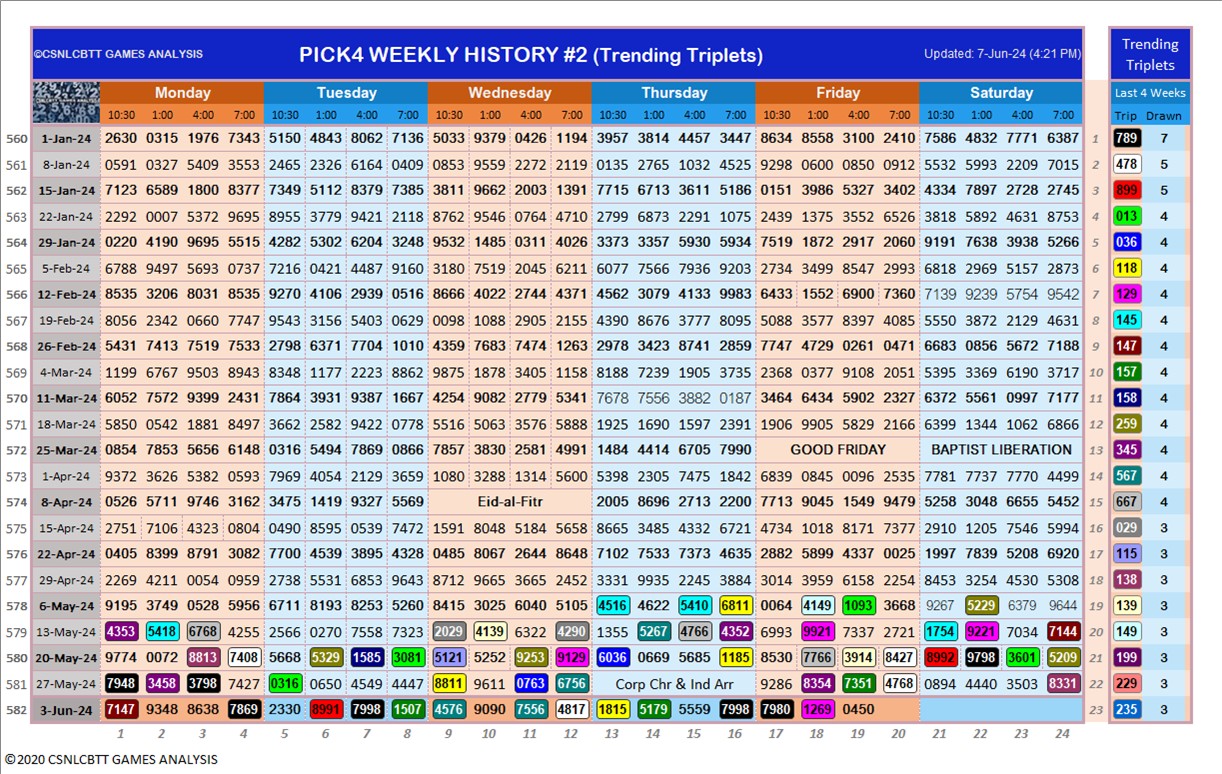 ©CSNLCBTT GAMES ANALYSIS PICK4 WEEKLY HISTORY #2 (Trending Triplets) Updated: 7-Jun-24 (4:21 PM) Trending Triplets
Monday Tuesday Wednesday Thursday Friday Saturday Last 4 Weeks
10:30 1:00 4:00 7:00 10:30 1:00 4:00 7:00 10:30 1:00 4:00 7:00 10:30 1:00 4:00 7:00 10:30 1:00 4:00 7:00 10:30 1:00 4:00 7:00 Trip Drawn
560 1-Jan-24 2630 0315 1976 7343 5150 4843 8062 7136 5033 9379 0426 1194 3957 3814 4457 3447 8634 8558 3100 2410 7586 4832 7771 6387 1 789 7
561 8-Jan-24 0591 0327 5409 3553 2465 2326 6164 0409 2853 9559 2272 2119 0135 2765 1032 4525 9298 0600 0850 0912 5532 5993 2209 7015 2 478 5
562 15-Jan-24 7123 6589 1800 8377 7349 5112 8379 7385 3811 9662 2003 1391 7715 6713 3611 5186 0151 3986 5327 3402 4334 7897 2728 2745 3 899 5
563 22-Jan-24 2292 0007 5372 9695 8955 3779 9421 2118 8762 9546 0764 4710 2799 6873 2291 1075 2439 1375 3552 6526 3818 5892 4631 8753 4 013 4
564 29-Jan-24 0220 4190 9695 5515 4282 5302 6204 3248 9532 1485 0311 4026 3373 3357 5930 5934 7519 1872 2917 2060 9191 7638 3938 5266 5 036 4
565 5-Feb-24 6788 9497 5693 0737 7216 0421 4487 9160 3180 7519 2045 6211 6077 7566 7936 9203 2734 3499 8547 2993 6818 2969 5157 2873 6 118 4
566 12-Feb-24 8535 3206 8031 8535 9270 4106 2939 0516 8666 4022 2744 4371 4562 3079 4133 9983 6433 1552 6900 7360 7139 9239 5754 9542 7 129 4
567 19-Feb-24 8056 2342 0660 7747 9543 3156 5403 0629 9098 1088 2905 2155 4390 8676 3777 8095 5088 3577 8397 4085 5550 3872 2129 4631 8 145 4
568 26-Feb-24 5431 7413 7519 7533 2798 6371 7704 1010 4359 7683 7474 1263 2978 3423 8741 2859 7747 4729 0261 0471 6683 0856 5672 7188 9 147 4
569 4-Mar-24 1199 6767 9503 8943 8348 1177 2223 8862 9875 1878 3405 1158 8188 7239 1905 3735 2368 0377 9108 2051 5395 3369 6190 3717 10 157 4
570 11-Mar-24 6052 7572 9399 2431 7864 3931 9387 1667 4254 9082 2779 5341 7678 7556 3882 0187 3464 6434 5902 2327 6372 5561 0997 7177 11 158 4
571 18-Mar-24 5850 0542 1881 8497 3662 2582 9422 0778 5516 5063 3576 5888 1925 1690 1597 2391 1906 9905 5829 2166 6399 1344 1062 6866 12 259 4
572 25-Mar-24 0854 7853 5656 6148 0316 5494 7869 0866 7857 3830 2581 4991 1484 4414 6705 7990 GOOD FRIDAY BAPTIST LIBERATION 13 345 4
573 1-Apr-24 9372 3626 5382 0593 7969 4054 2129 3656 1080 3288 1314 5600 5398 2305 7475 1842 6839 0845 0096 2535 7781 7737 7770 4499 14 567 4
574 8-Apr-24 0526 5711 9746 3162 3475 1419 9327 5569 Eid-al-Fitr 2005 8696 2713 2200 7713 9045 1549 9479 5258 3048 6655 5452 15 667 4
575 15-Apr-24 2751 7106 4323 0804 0490 8595 0539 7472 1591 8048 5184 5658 8665 3485 4332 6721 4734 1018 8171 7377 2910 1205 7546 5994 16 029 3
576 22-Apr-24 0405 8399 8791 3082 7700 4539 3895 4328 0485 8067 2644 8648 7102 7533 7373 4635 2882 5899 4337 0025 1997 7839 5208 6920 17 115 3
577 29-Apr-24 2269 4211 0054 0959 2738 5531 6853 9643 8712 9665 3665 2452 3331 9935 2245 3884 3014 3959 6158 2254 8453 3254 4530 5308 18 138 3
578 6-May-24 9195 3749 0528 5956 6711 8193 8253 5260 8415 3025 6040 5105 4516 4622 5410 6811 0064 4149 1093 3668 9267 5229 6379 9644 19 139 3
579 13-May-24 4353 5418 6768 4255 2566 0270 7558 7323 2029 4139 6322 4290 1355 5267 4766 4352 6993 9921 7337 2721 1754 9221 7034 7144 20 149 3
580 20-May-24 9774 0072 8813 7408 5668 5329 1585 3081 5121 5252 9253 9129 6036 0669 5685 1185 8530 7766 3914 8427 8992 9798 3601 5209 21 199 3
581 27-May-24 7948 3458 3798 7427 0316 0650 4549 4447 8811 9611 0763 6756 Corp Chr & Ind Arr 9286 8354 7351 4768 0894 4440 3503 8331 22 229 3
582 3-Jun-24 7147 9348 8638 7869 2330 8991 7998 1507 4576 9090 7556 4817 1815 5179 5559 7998 7980 1269 0450 23 235 3
1 2 3 4 5 6 7 8 9 10 11 12 13 14 15 16 17 18 19 20 21 22 23 24
©2020 CSNLCBTT GAMES ANALYSIS